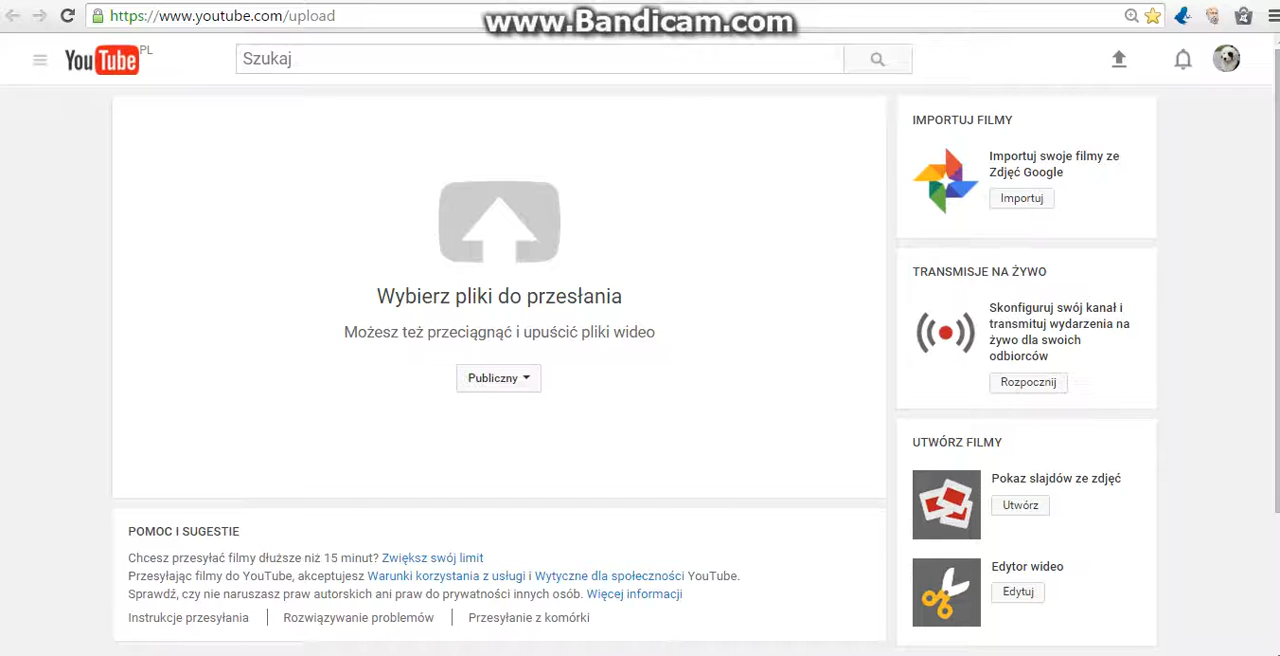 https://www.youtube.com/upload
www.Bandicam.com
YouTube PL
Szukaj
Wybierz pliki do przesłania
Możesz też przeciągnąć i upuścić pliki wideo
Publiczny
POMOC I SUGESTIE
Chcesz przesyłać filmy dłuższe niż 15 minut? Zwiększ swój limit
Przesyłając filmy do YouTube, akceptujesz Warunki korzystania z usługi i Wytyczne dla społeczności YouTube.
Sprawdź, czy nie naruszasz praw autorskich ani praw do prywatności innych osób. Więcej informacji
Instrukcje przesyłania
Rozwiązywanie problemów
Przesyłanie z komórki
IMPORTUJ FILMY
Importuj swoje filmy ze
Zdjęć Google
Importuj
TRANSMISJE NA ŻYWO
Skonfiguruj swój kanał i
transmituj wydarzenia na
żywo dla swoich
odbiorców
Rozpocznij
UTWÓRZ FILMY
Pokaz slajdów ze zdjęć
Utwórz
Edytor wideo
Edytuj